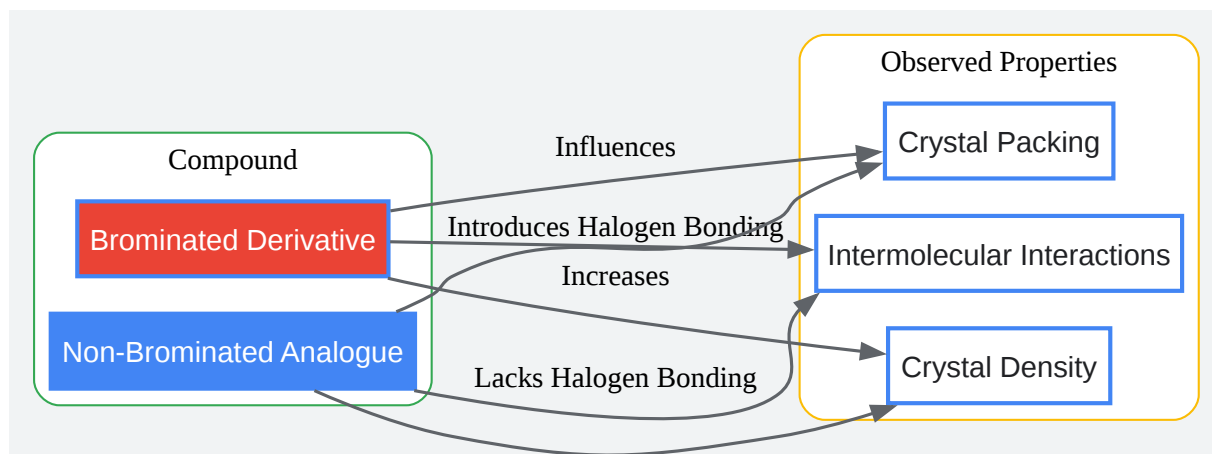 Observed Properties
Crystal Packing
Influences
Compound
Introduces Halogen Bonding
Brominated Derivative
Intermolecular Interactions
Increases
Non-Brominated Analogue
Crystal Density
Lacks Halogen Bonding